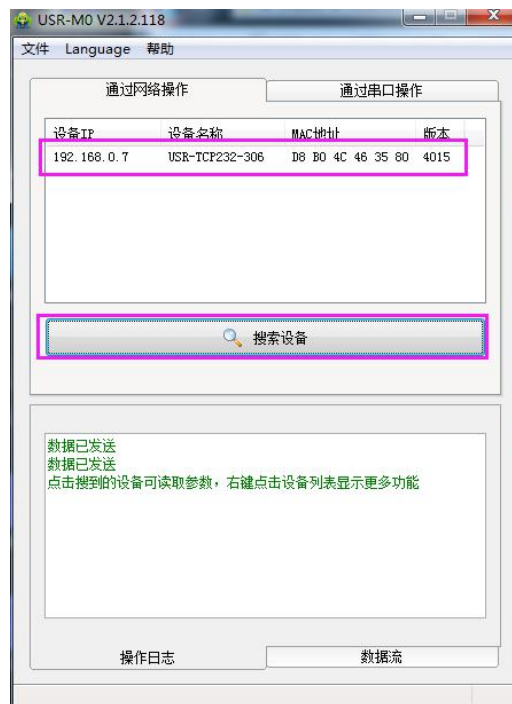 USR-M0 V2.1.2.118
文件 Language 帮助
通过网络操作 通过串口操作
设备IP 设备名称 MAC地址 版本
192.168.0.7 USR-TCP232-306 D8 B0 4C 46 35 80 4015
搜索设备
数据已发送
数据已发送
点击搜到的设备可读取参数，右键点击设备列表显示更多功能
操作日志 数据流